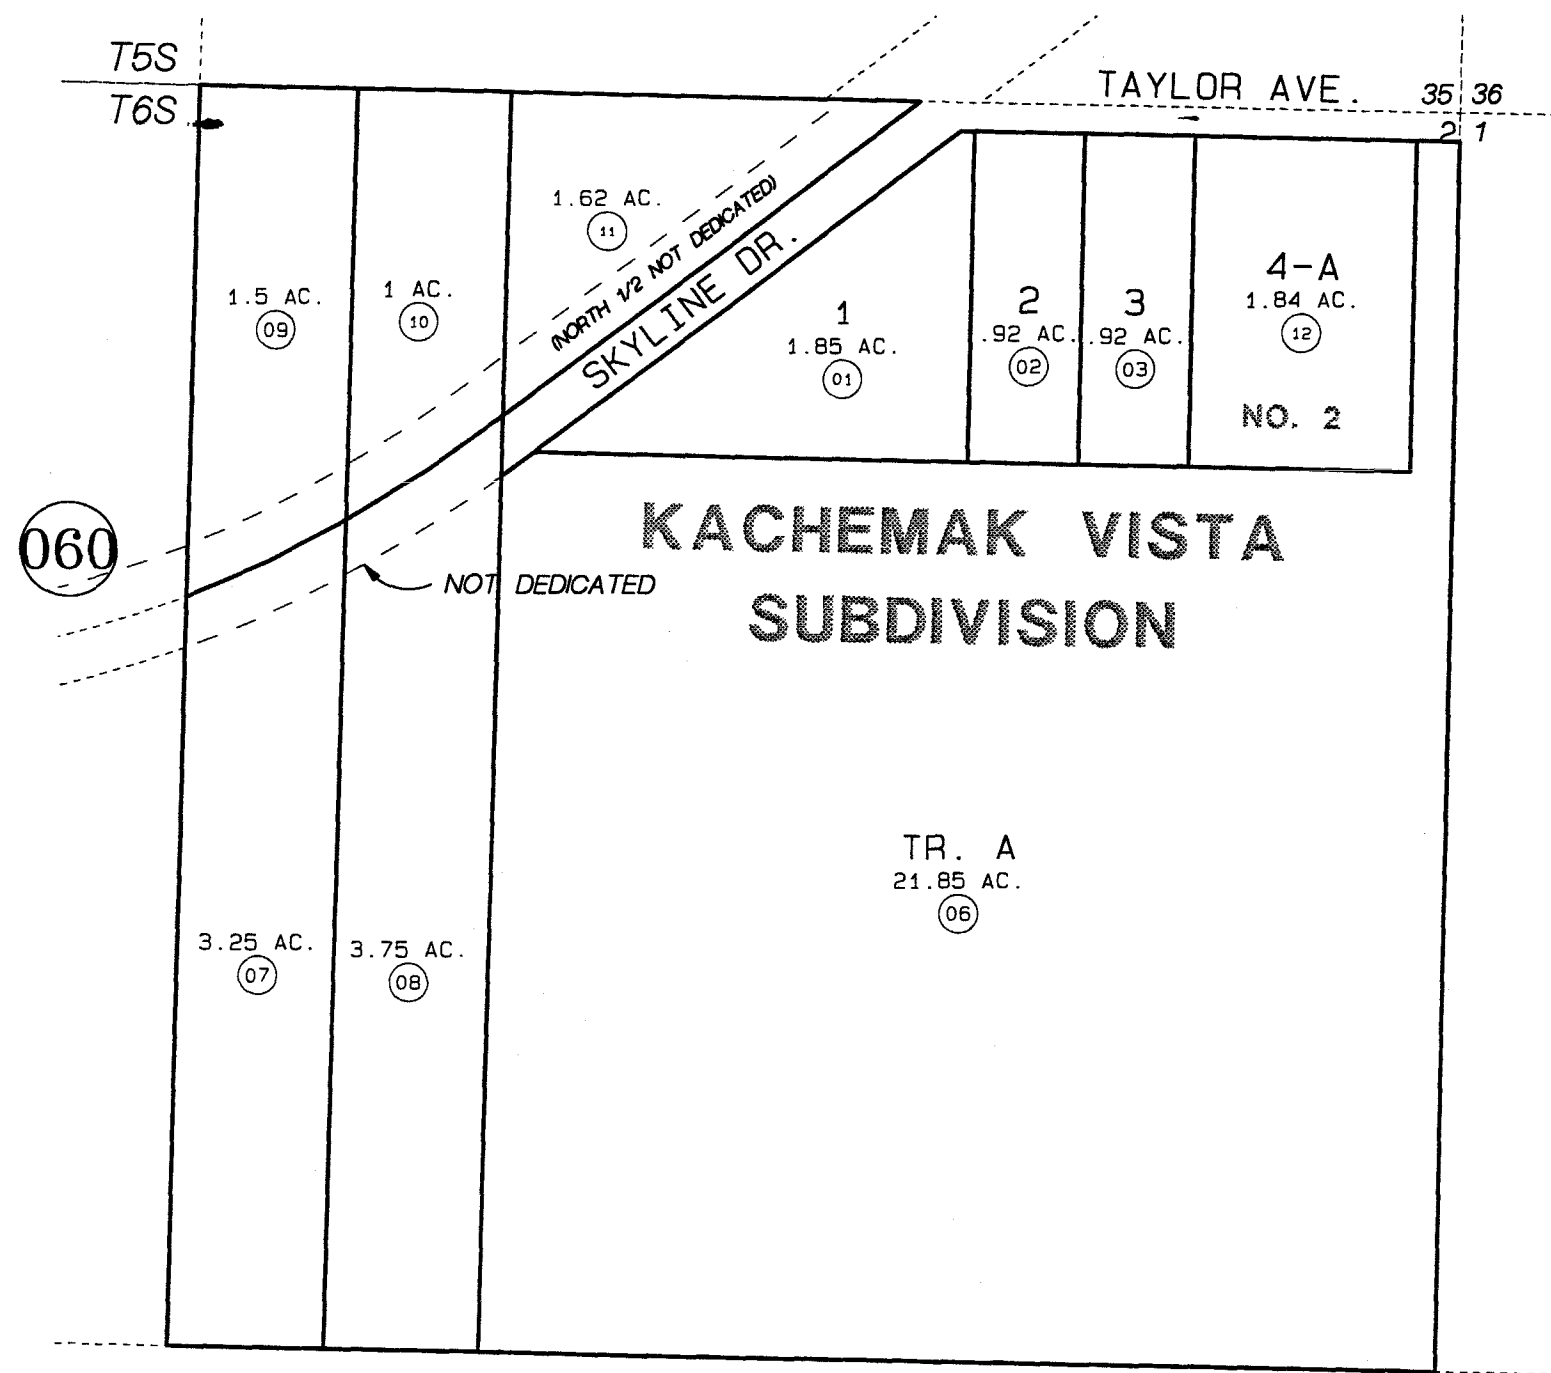 T5S
T6S
TAYLOR AVE.
35 36
2 1
1.62 AC.
11
(NORTH 1/2 NOT DEDICATED)
SKYLINE DR.
1.5 AC.
09
1 AC.
10
1
1.85 AC.
01
2
.92 AC.
02
3
.92 AC.
03
4-A
1.84 AC.
12
NO. 2
060
NOT DEDICATED
KACHEMAK VISTA
SUBDIVISION
TR. A
21.85 AC.
06
3.25 AC.
07
3.75 AC.
08